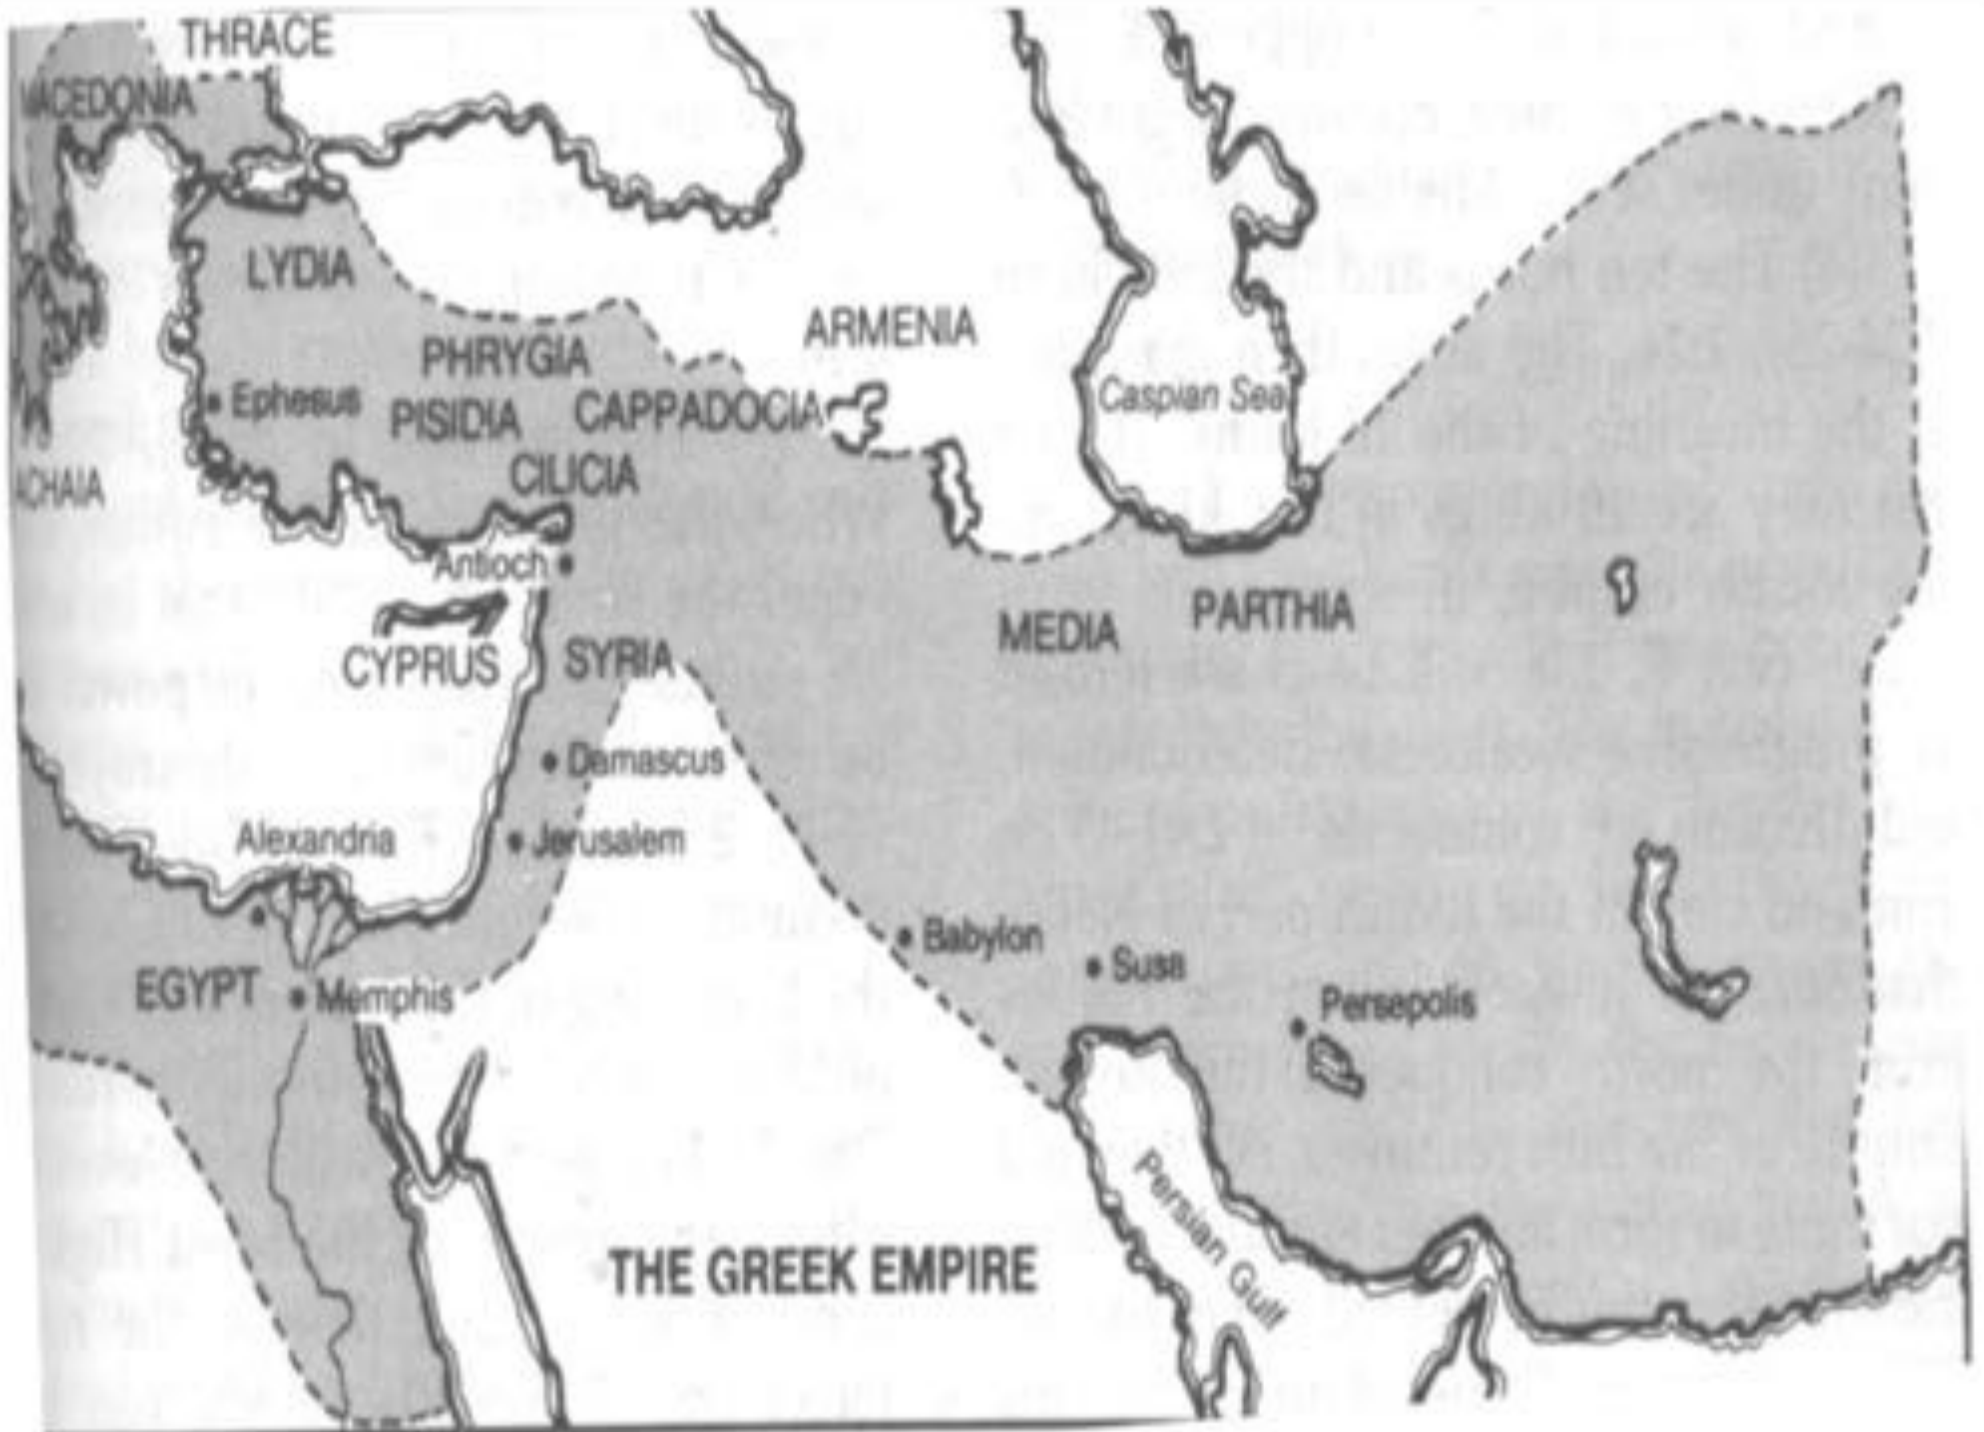 THRACE
MACEDONIA
LYDIA
ARMENIA
PHRYGIA
Caspian Sea
Ephesus
PISIDIA
CAPPADOCIA
CILICIA
ACHAIA
Antioch
MEDIA
PARTHIA
CYPRUS
SYRIA
Damascus
Alexandria
Jerusalem
Babylon
Susa
EGYPT
Memphis
Persepolis
Persian Gulf
THE GREEK EMPIRE